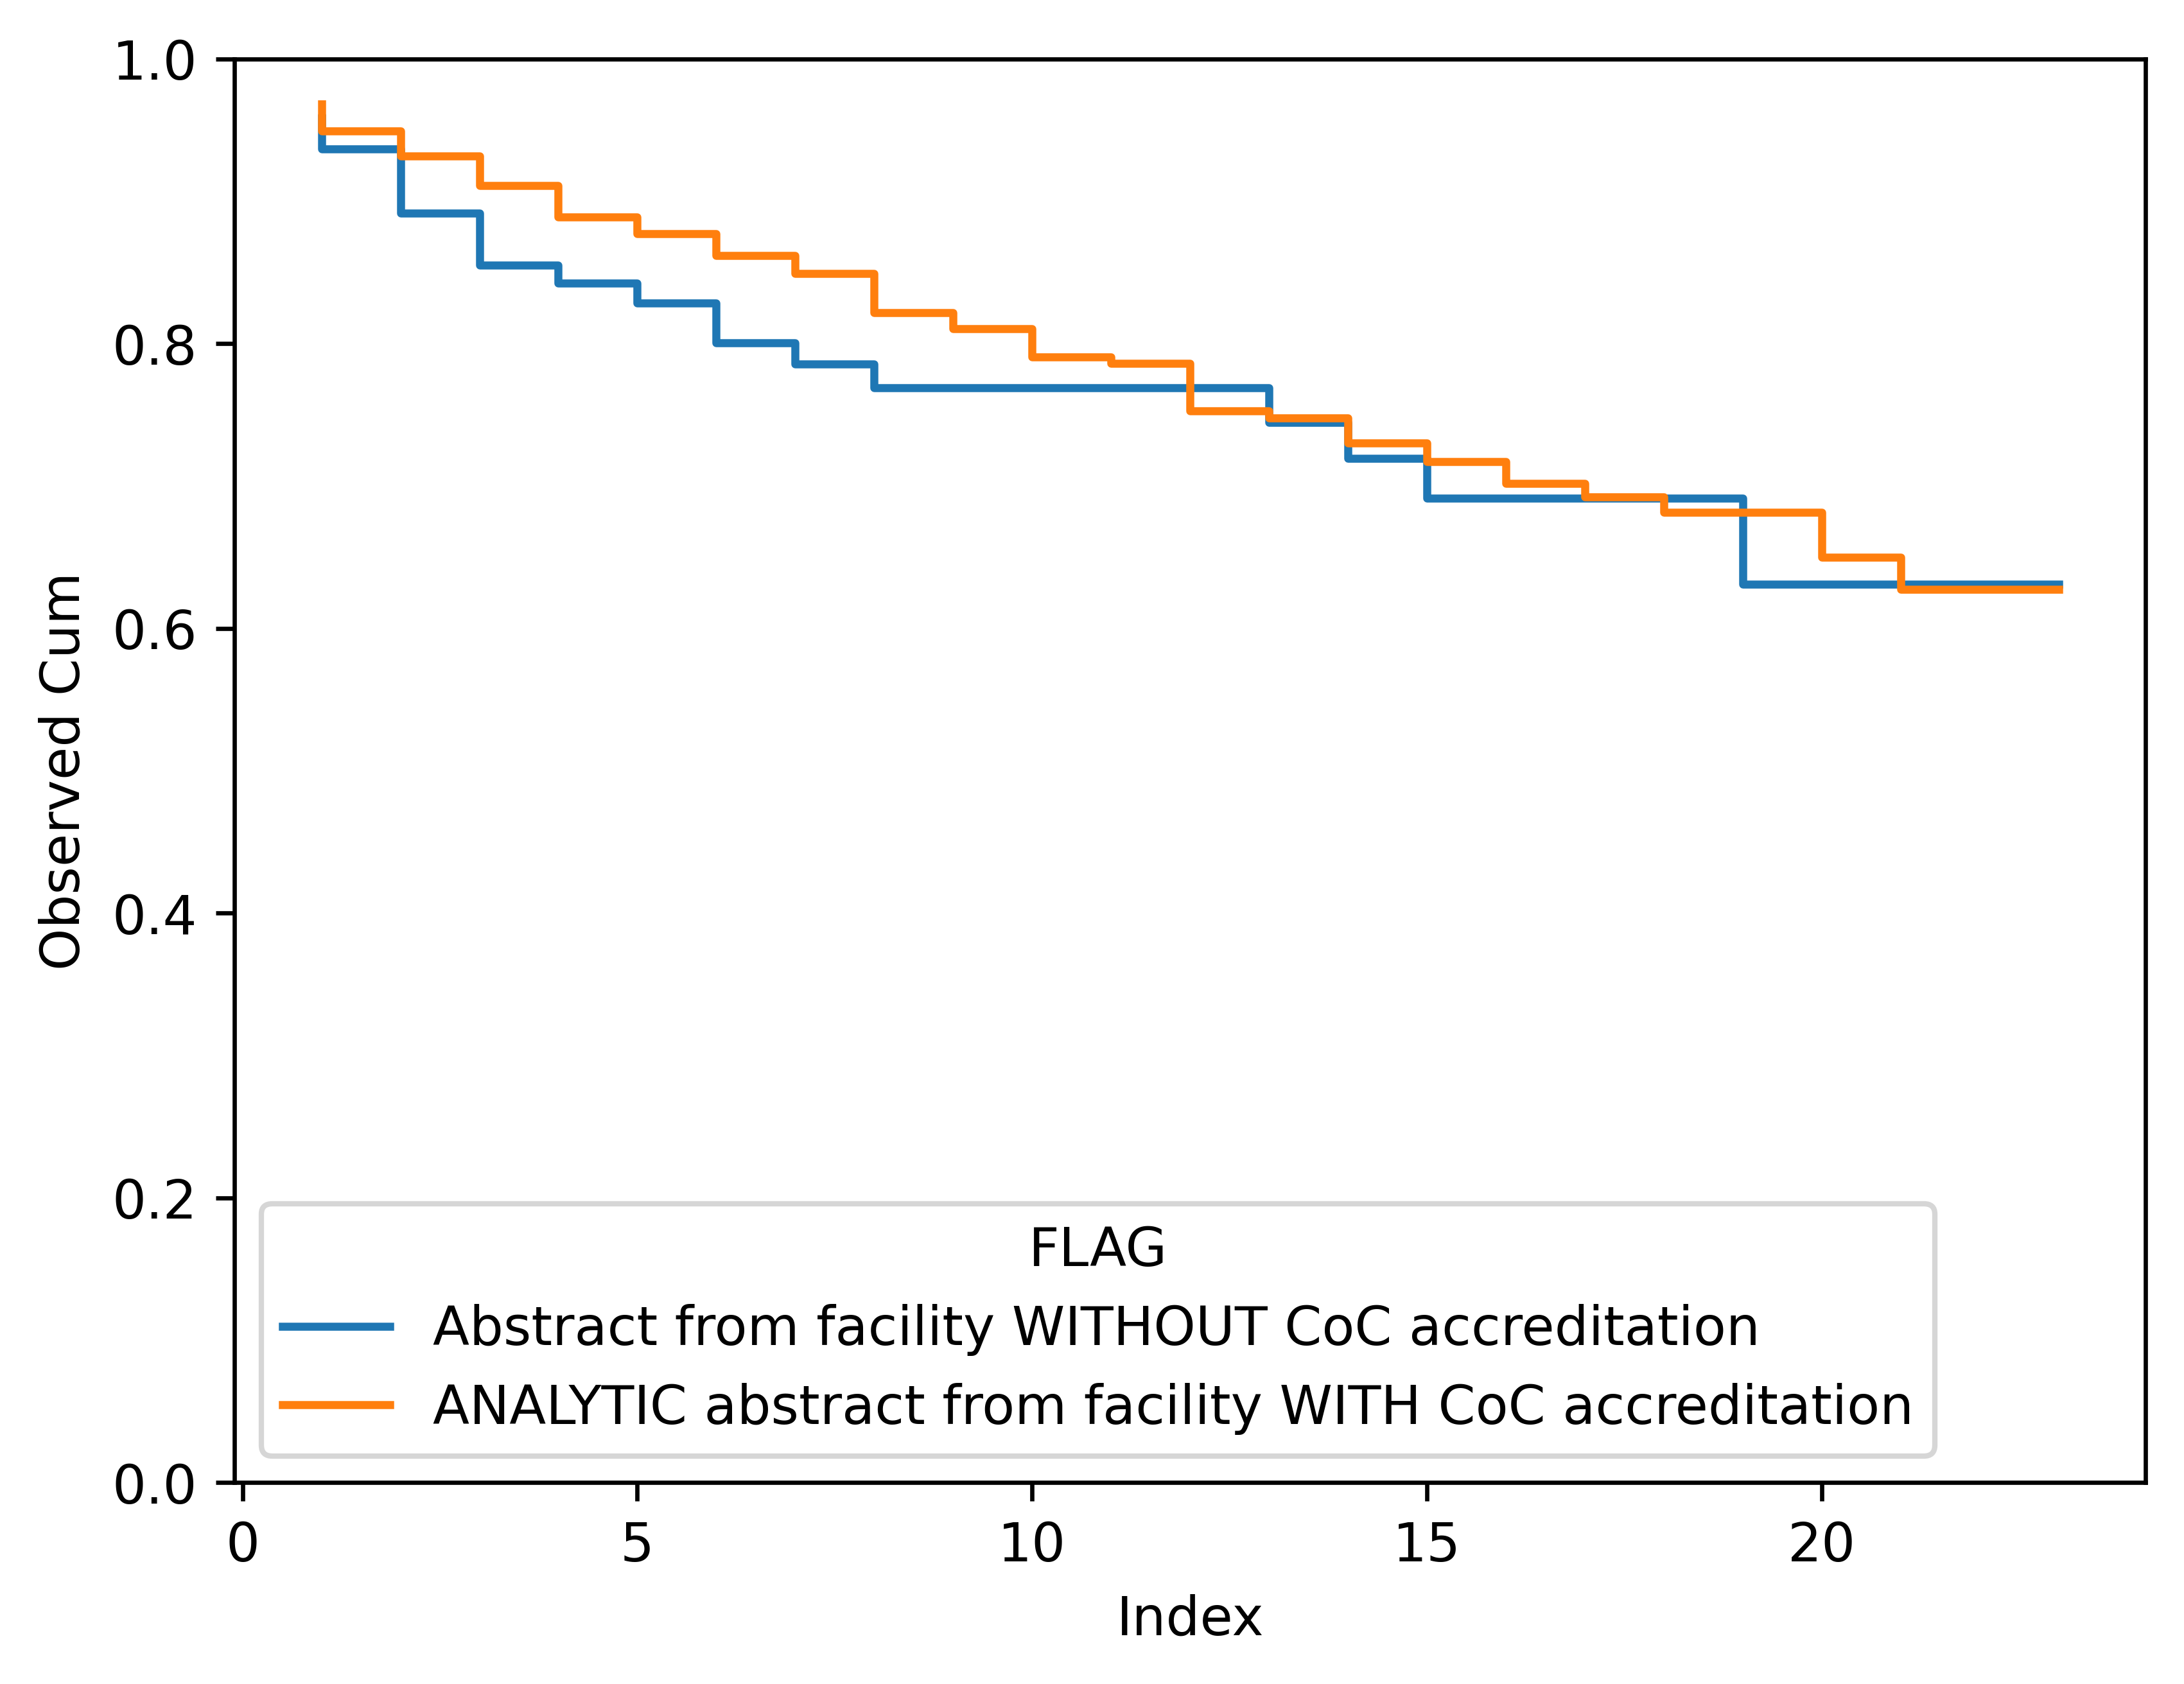 1.0
0.8
0.6
0.4
0.2
0.0
Observed Cum
FLAG
Abstract from facility WITHOUT CoC accreditation
ANALYTIC abstract from facility WITH CoC accreditation
0 5 10 15 20
Index